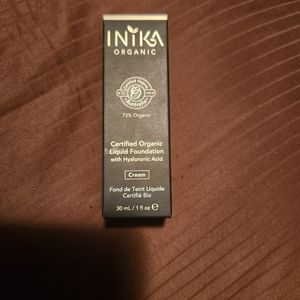 INIKA
ORGANIC
Australia
73% Organic
Certified Organic
Liquid Foundation
with Hyaluronic Acid
Cream
Fond de Teint Liquide
Certifié Bio
30 mL / 1 fl oz ℮